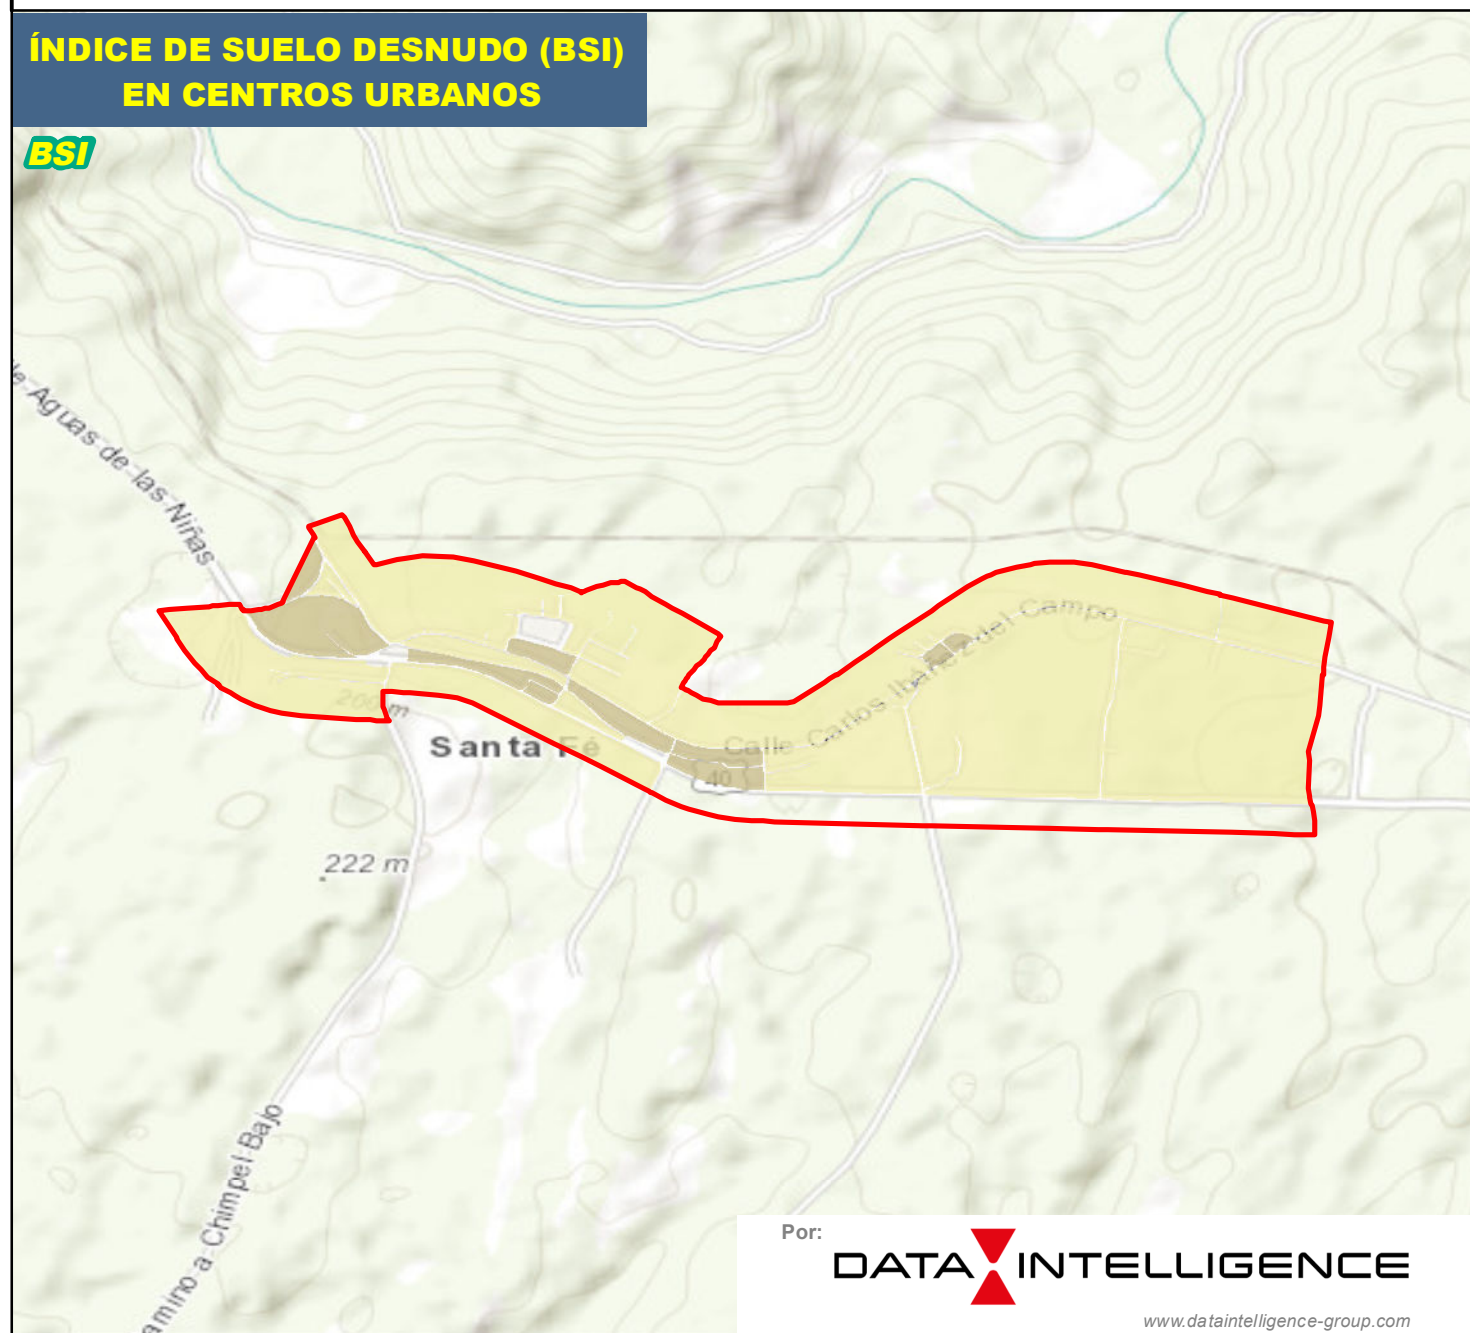 ÍNDICE DE SUELO DESNUDO (BSI)
EN CENTROS URBANOS
BSI
Aguas de las Niñas
Calle Carlos Ibáñez del Campo
200 m
Santa Fé
40
222 m
a Chimpel Bajo
Por:
DATA INTELLIGENCE
www.dataintelligence-group.com